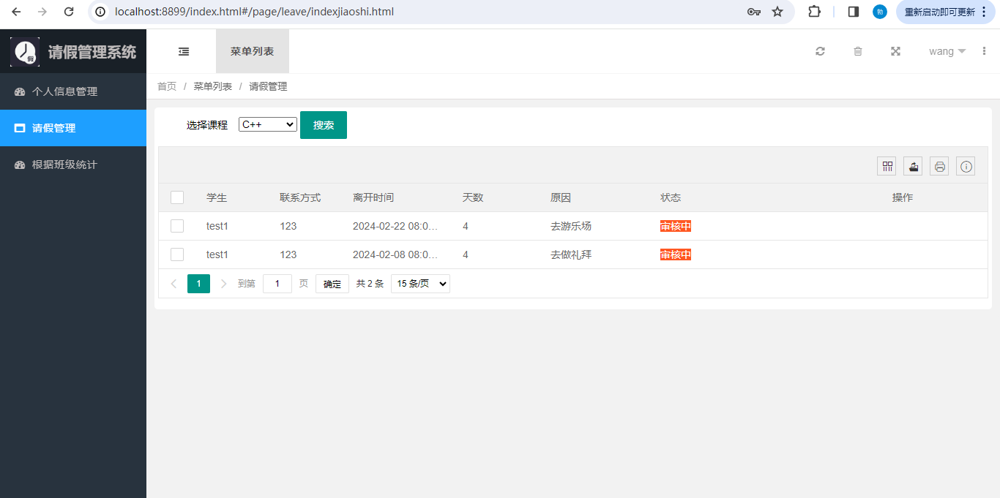 localhost:8899/index.html#/page/leave/indexjiaoshi.html
勃
重新启动即可更新
假
请假管理系统
菜单列表
wang
个人信息管理
请假管理
根据班级统计
首页 / 菜单列表 / 请假管理
选择课程 C++ 搜索
学生 联系方式 离开时间 天数 原因 状态 操作
test1 123 2024-02-22 08:0... 4 去游乐场 审核中
test1 123 2024-02-08 08:0... 4 去做礼拜 审核中
1 到第 1 页 确定 共 2 条 15 条/页